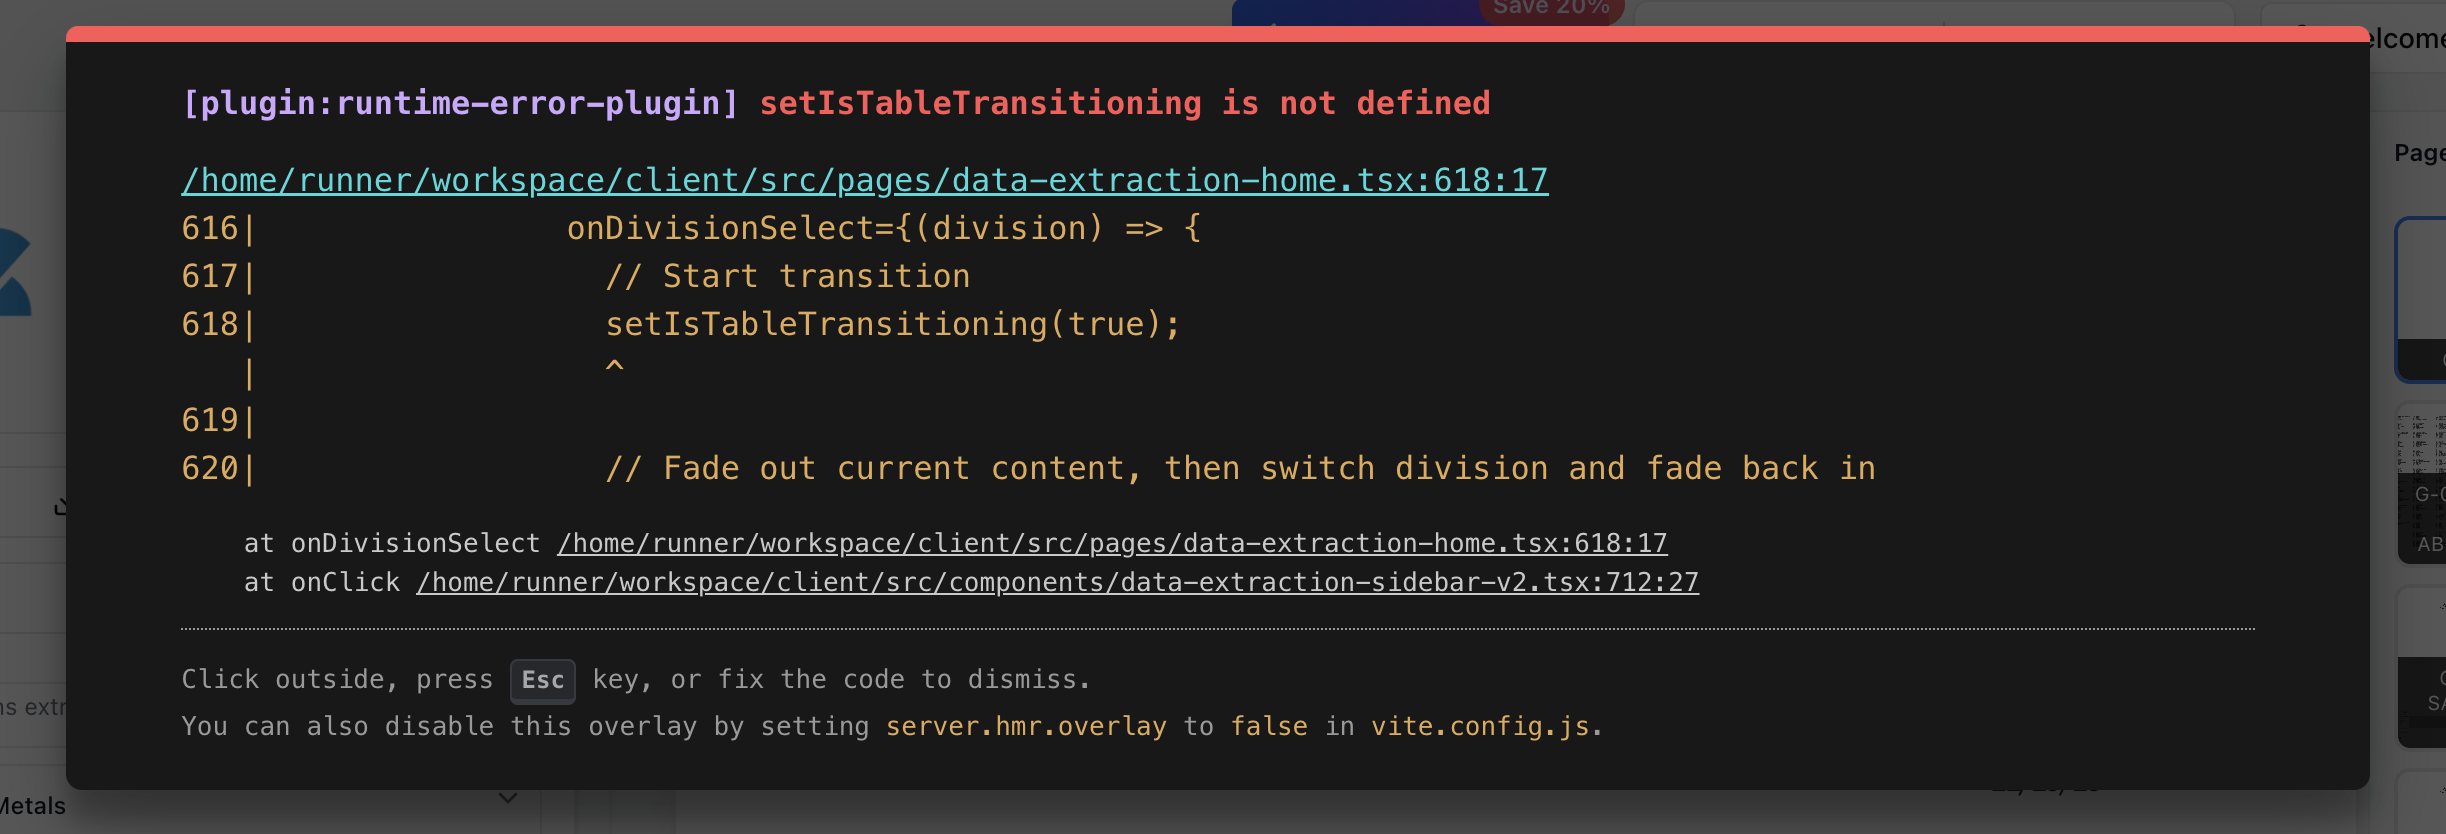 Save 20%
elcome
[plugin:runtime-error-plugin] setIsTableTransitioning is not defined
Page
/home/runner/workspace/client/src/pages/data-extraction-home.tsx:618:17
616|                onDivisionSelect={(division) => {
617|                  // Start transition
618|                  setIsTableTransitioning(true);
   |                  ^
619|
620|                  // Fade out current content, then switch division and fade back in
at onDivisionSelect /home/runner/workspace/client/src/pages/data-extraction-home.tsx:618:17
at onClick /home/runner/workspace/client/src/components/data-extraction-sidebar-v2.tsx:712:27
Click outside, press Esc key, or fix the code to dismiss.
You can also disable this overlay by setting server.hmr.overlay to false in vite.config.js.
G-
AB
SA
ns extr
Metals